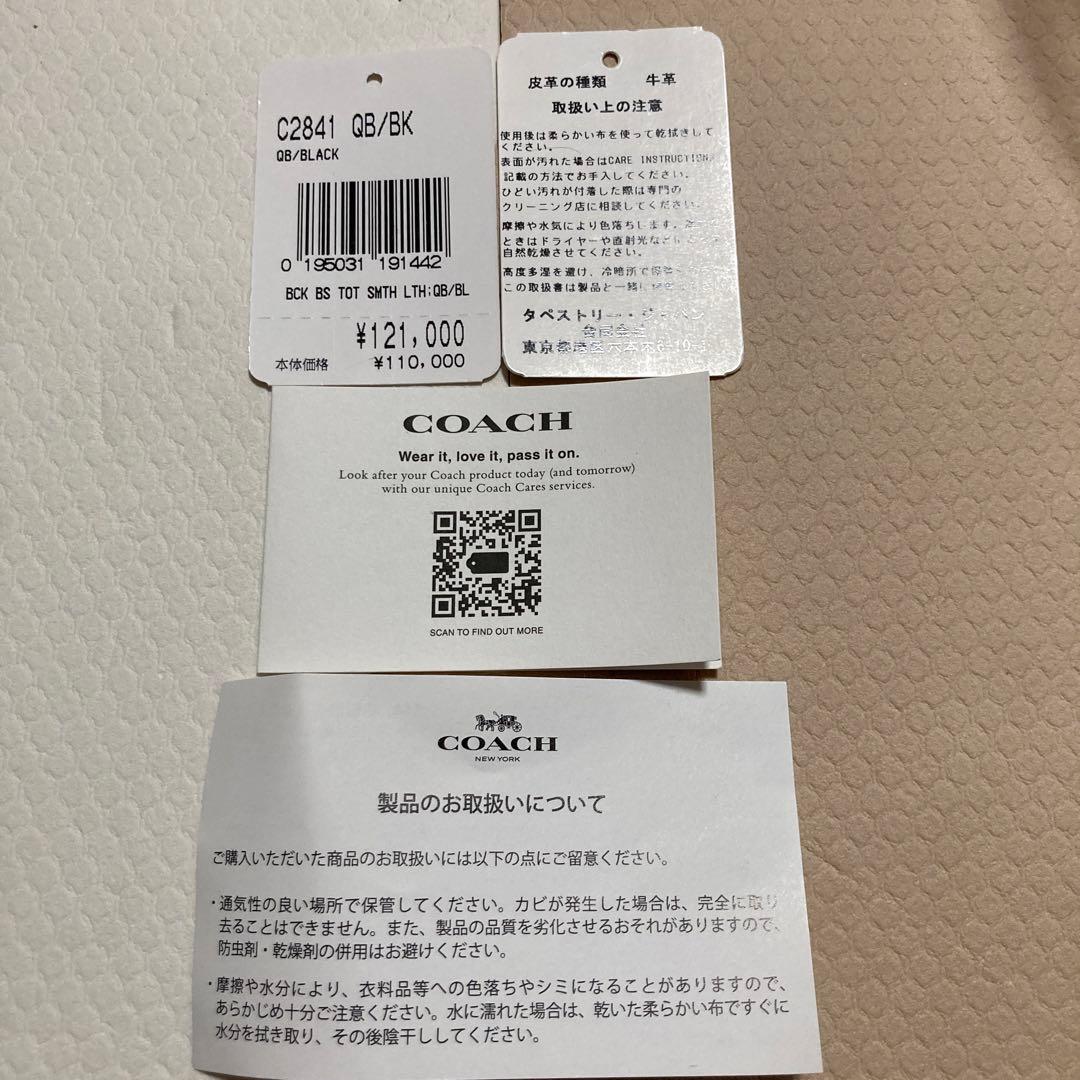 C2841 QB/BK
QB/BLACK
0 195031 191442
BCK BS TOT SMTH LTH;QB/BL
¥121,000
本体価格 ¥110,000
皮革の種類 牛革
取扱い上の注意
使用後は柔らかい布を使って乾拭きして
ください。
表面が汚れた場合はCARE INSTRUCTION
記載の方法でお手入してください。
ひどい汚れが付着した際は専門の
クリーニング店に相談してください。
摩擦や水気により色落ちします。
ときはドライヤーや直射光など
自然乾燥させてください。
高度多湿を避け、冷暗所で
この取扱書は製品と一緒に
タペストリー・ジャパン
合同会社
東京都港区六本木6-10-
COACH
Wear it, love it, pass it on.
Look after your Coach product today (and tomorrow)
with our unique Coach Cares services.
SCAN TO FIND OUT MORE
COACH
NEW YORK
製品のお取扱いについて
ご購入いただいた商品のお取扱いには以下の点にご留意ください。
・通気性の良い場所で保管してください。カビが発生した場合は、完全に取り
去ることはできません。また、製品の品質を劣化させるおそれがありますので、
防虫剤・乾燥剤の併用はお避けください。
・摩擦や水分により、衣料品等への色落ちやシミになることがありますので、
あらかじめ十分ご注意ください。水に濡れた場合は、乾いた柔らかい布ですぐに
水分を拭き取り、その後陰干ししてください。